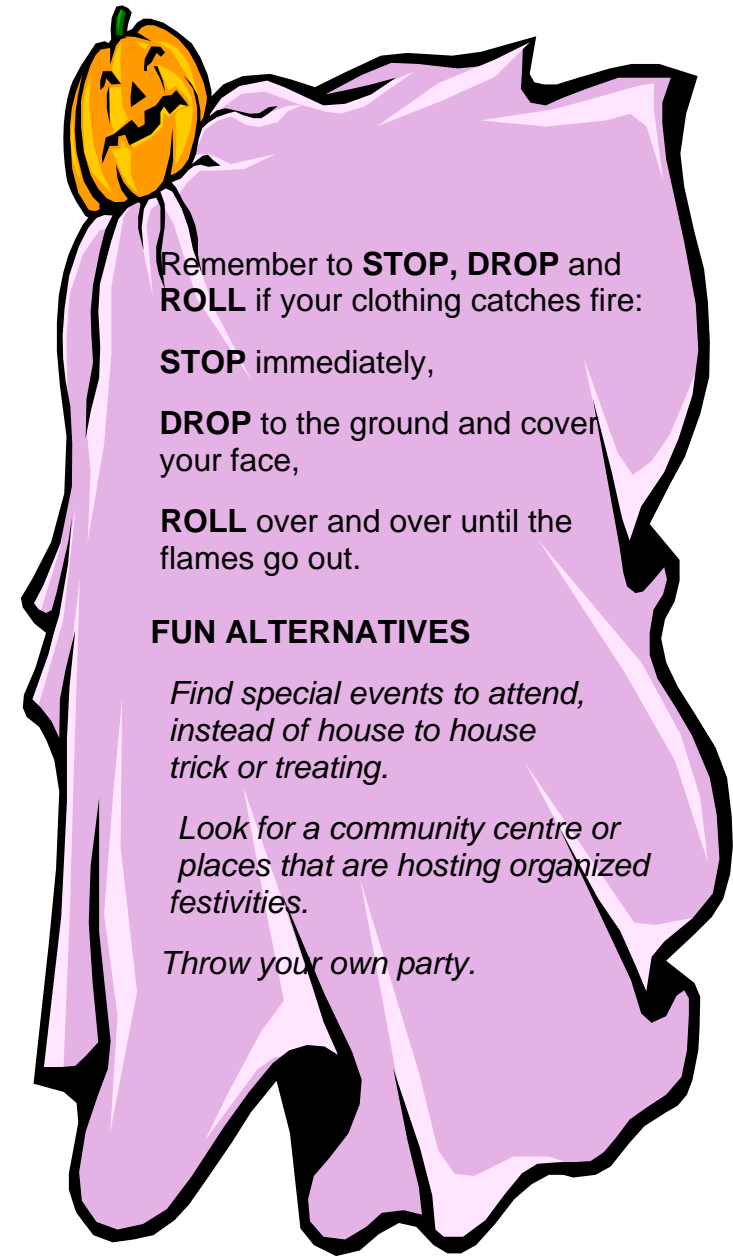 Remember to STOP, DROP and
ROLL if your clothing catches fire:
STOP immediately,
DROP to the ground and cover
your face,
ROLL over and over until the
flames go out.
FUN ALTERNATIVES
Find special events to attend,
instead of house to house
trick or treating.
Look for a community centre or
places that are hosting organized
festivities.
Throw your own party.